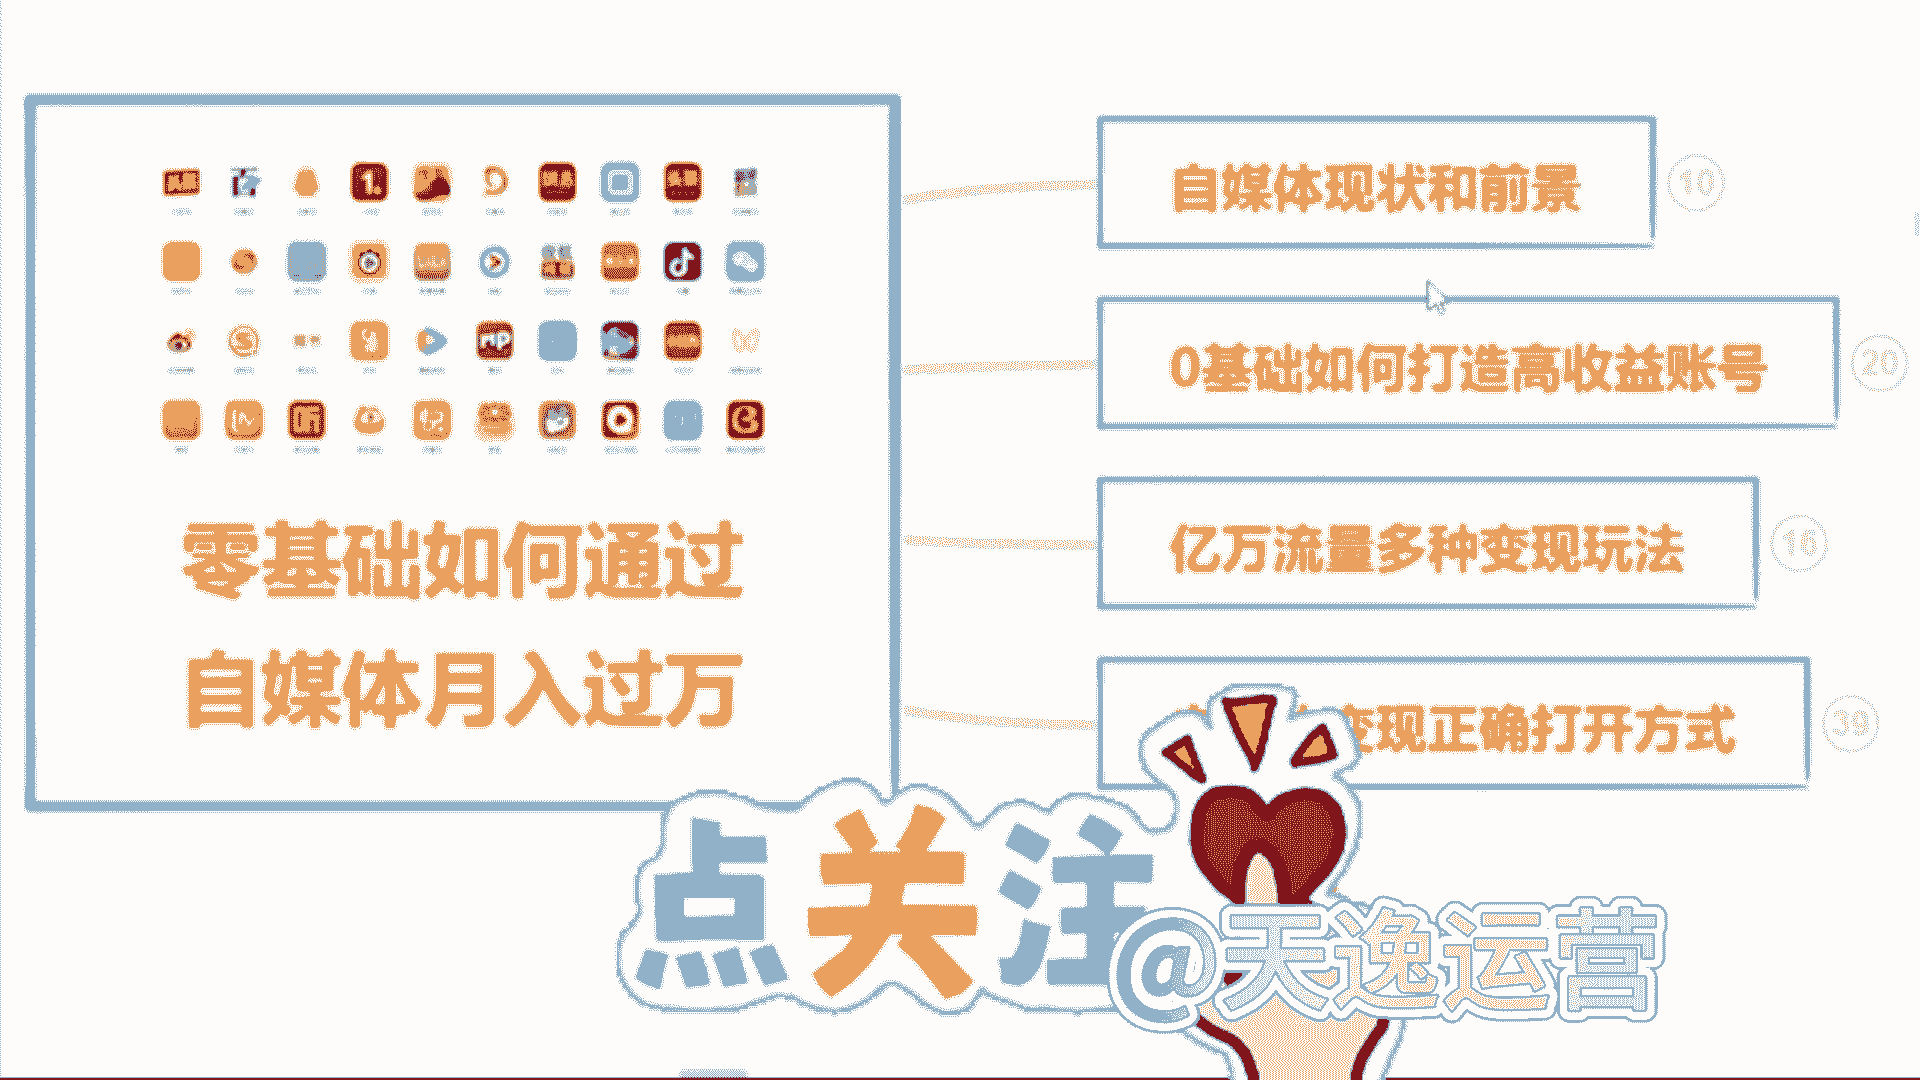 零基础如何通过
自媒体月入过万
自媒体现状和前景
10
0基础如何打造高收益账号
20
亿万流量多种变现玩法
16
变现正确打开方式
39
点关注
@天逸运营